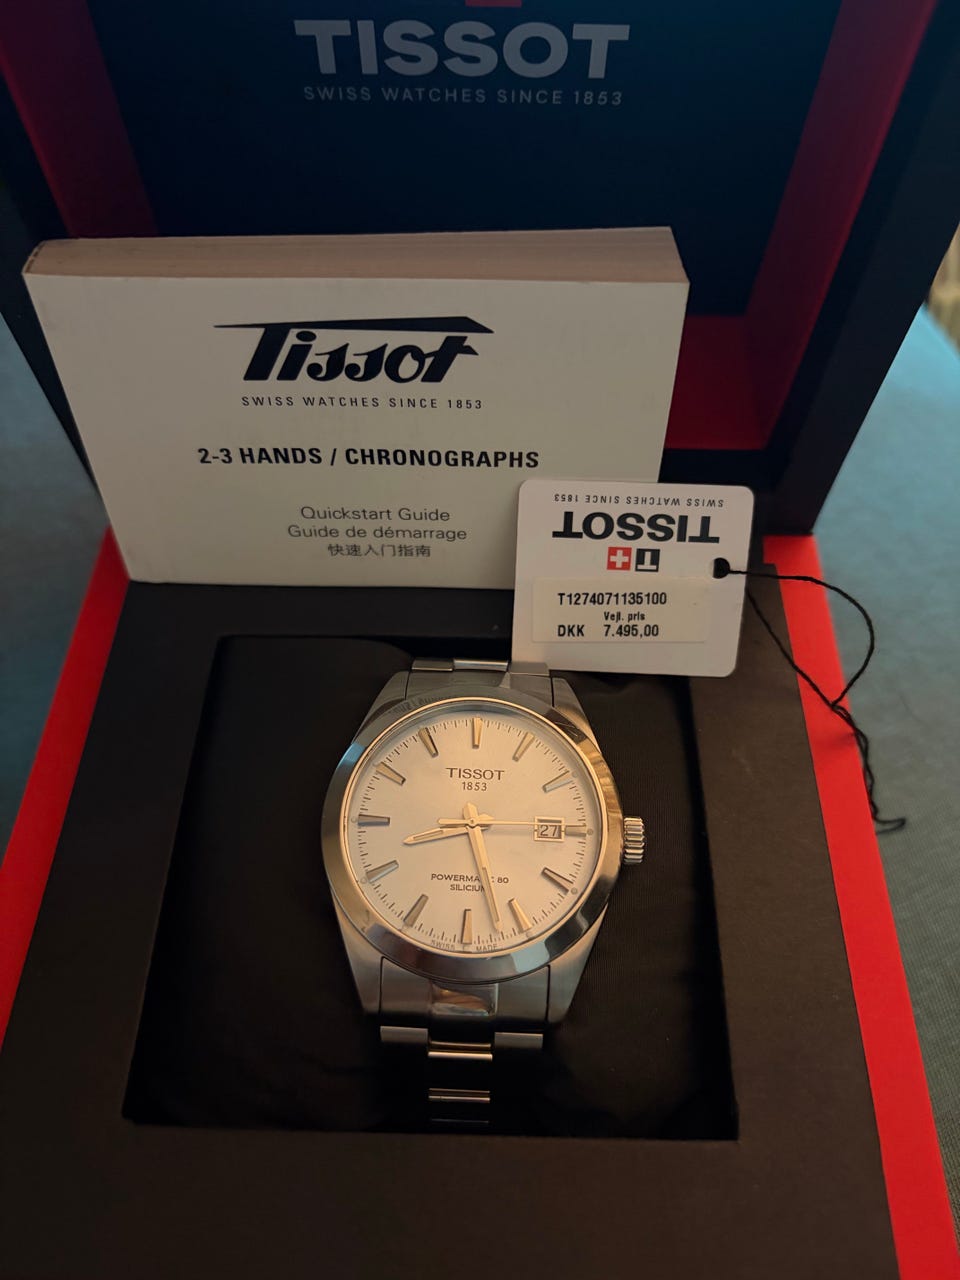 TISSOT
SWISS WATCHES SINCE 1853
Tissot
SWISS WATCHES SINCE 1853
2-3 HANDS / CHRONOGRAPHS
Quickstart Guide
Guide de démarrage
快速入门指南
SWISS WATCHES SINCE 1853
TISSOT
T
T1274071135100
Vejl. pris
DKK 7.495,00
TISSOT
1853
27
80
SILICIUM
SWISS MADE